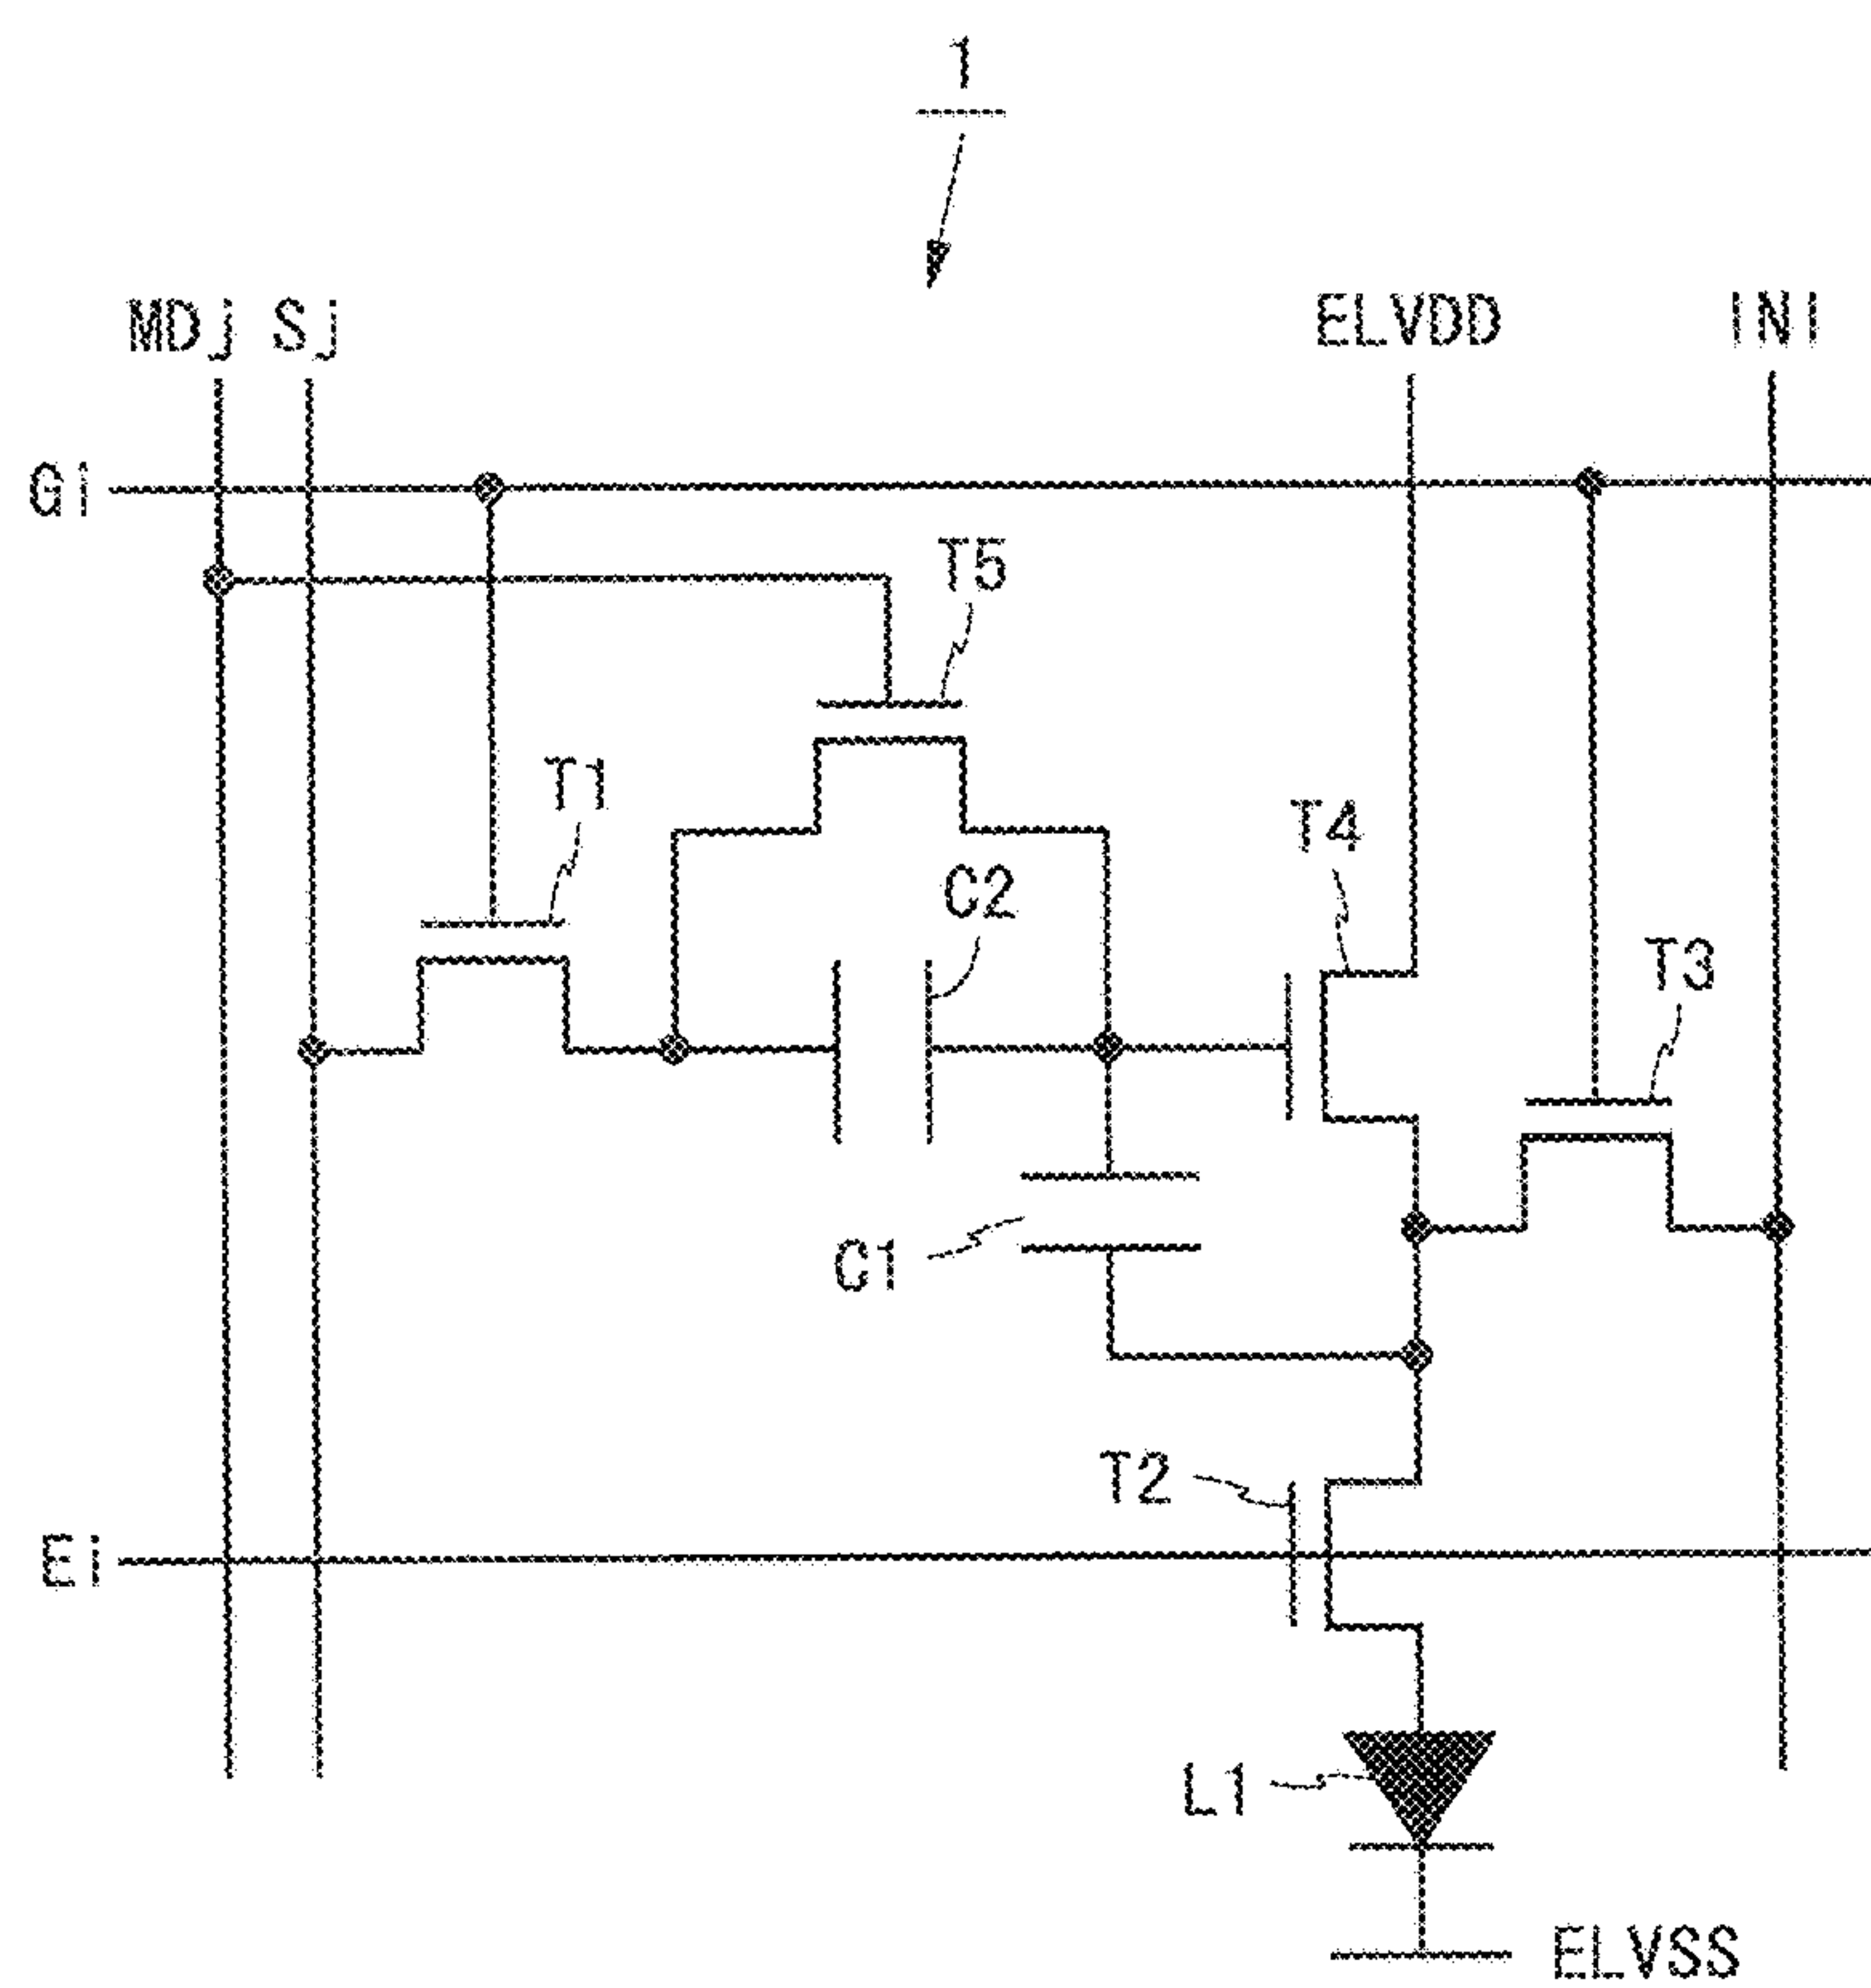 1
MDj Sj ELVDD INI
Gi
T5
T1
T4
C2
T3
C1
T2
Ei
L1
ELVSS